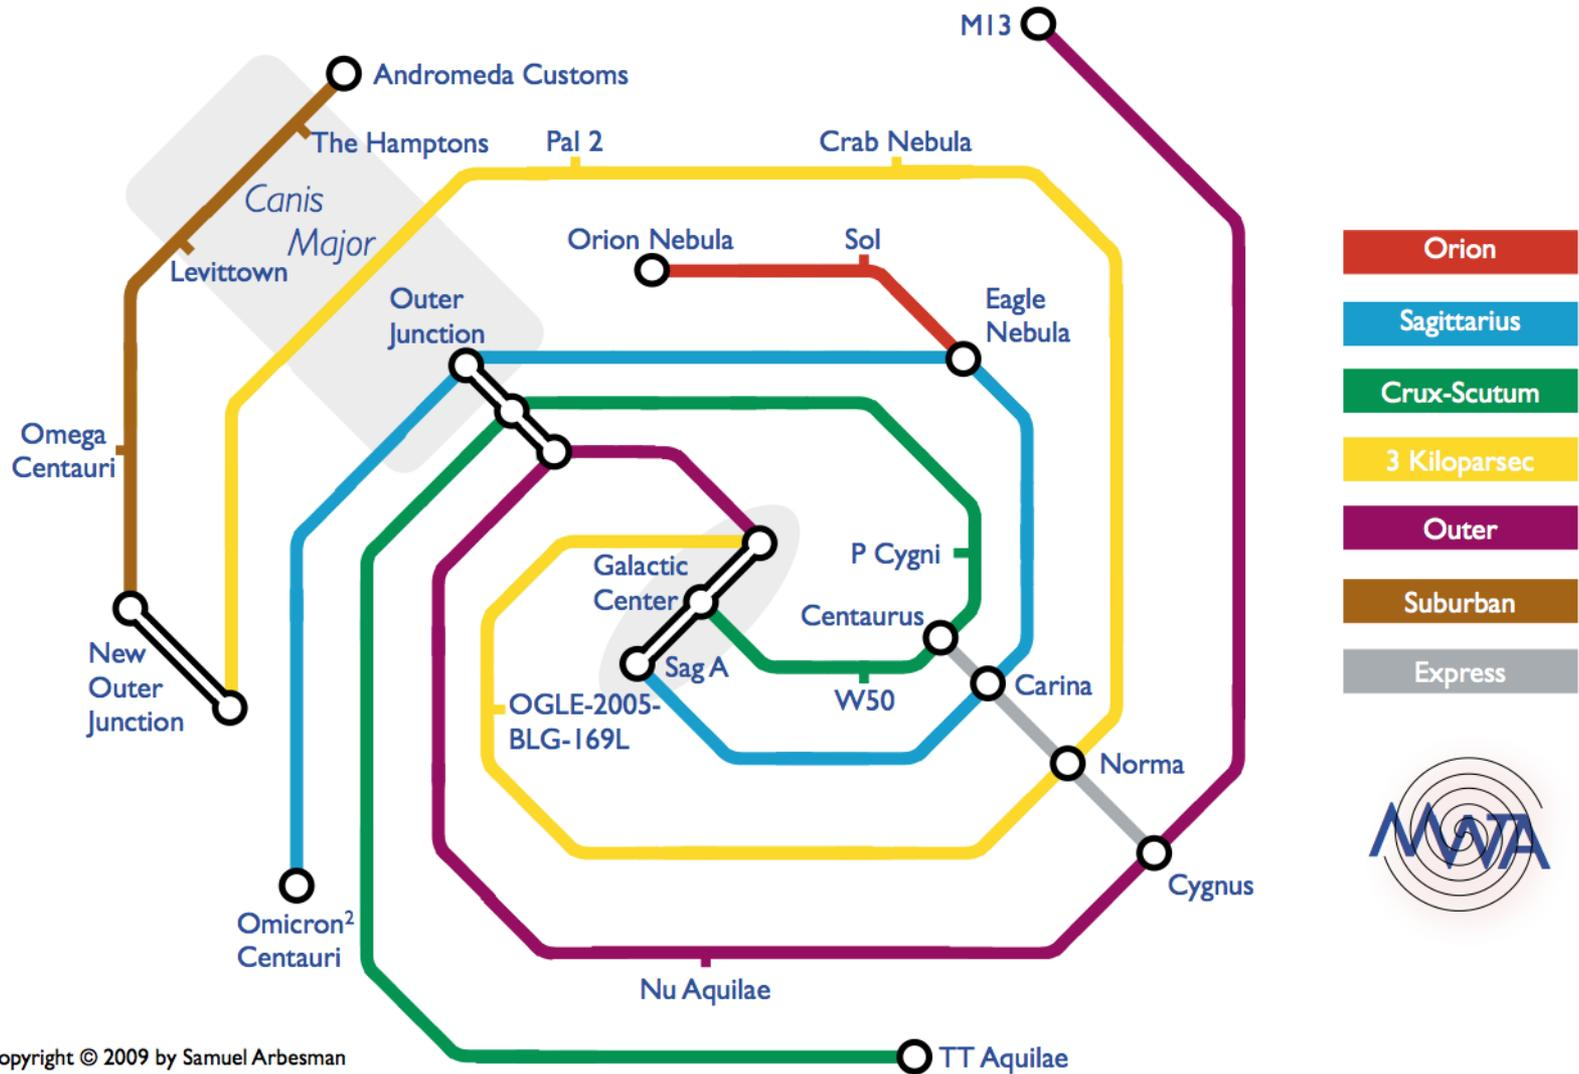 M13
Andromeda Customs
The Hamptons
Pal 2
Crab Nebula
Canis
Major
Levittown
Orion Nebula
Sol
Outer
Junction
Eagle
Nebula
Omega
Centauri
P Cygni
Galactic
Center
Centaurus
New
Outer
Junction
Sag A
W50
Carina
OGLE-2005-
BLG-169L
Norma
Cygnus
Omicron²
Centauri
Nu Aquilae
TT Aquilae
opyright © 2009 by Samuel Arbesman
Orion
Sagittarius
Crux-Scutum
3 Kiloparsec
Outer
Suburban
Express
MWTA